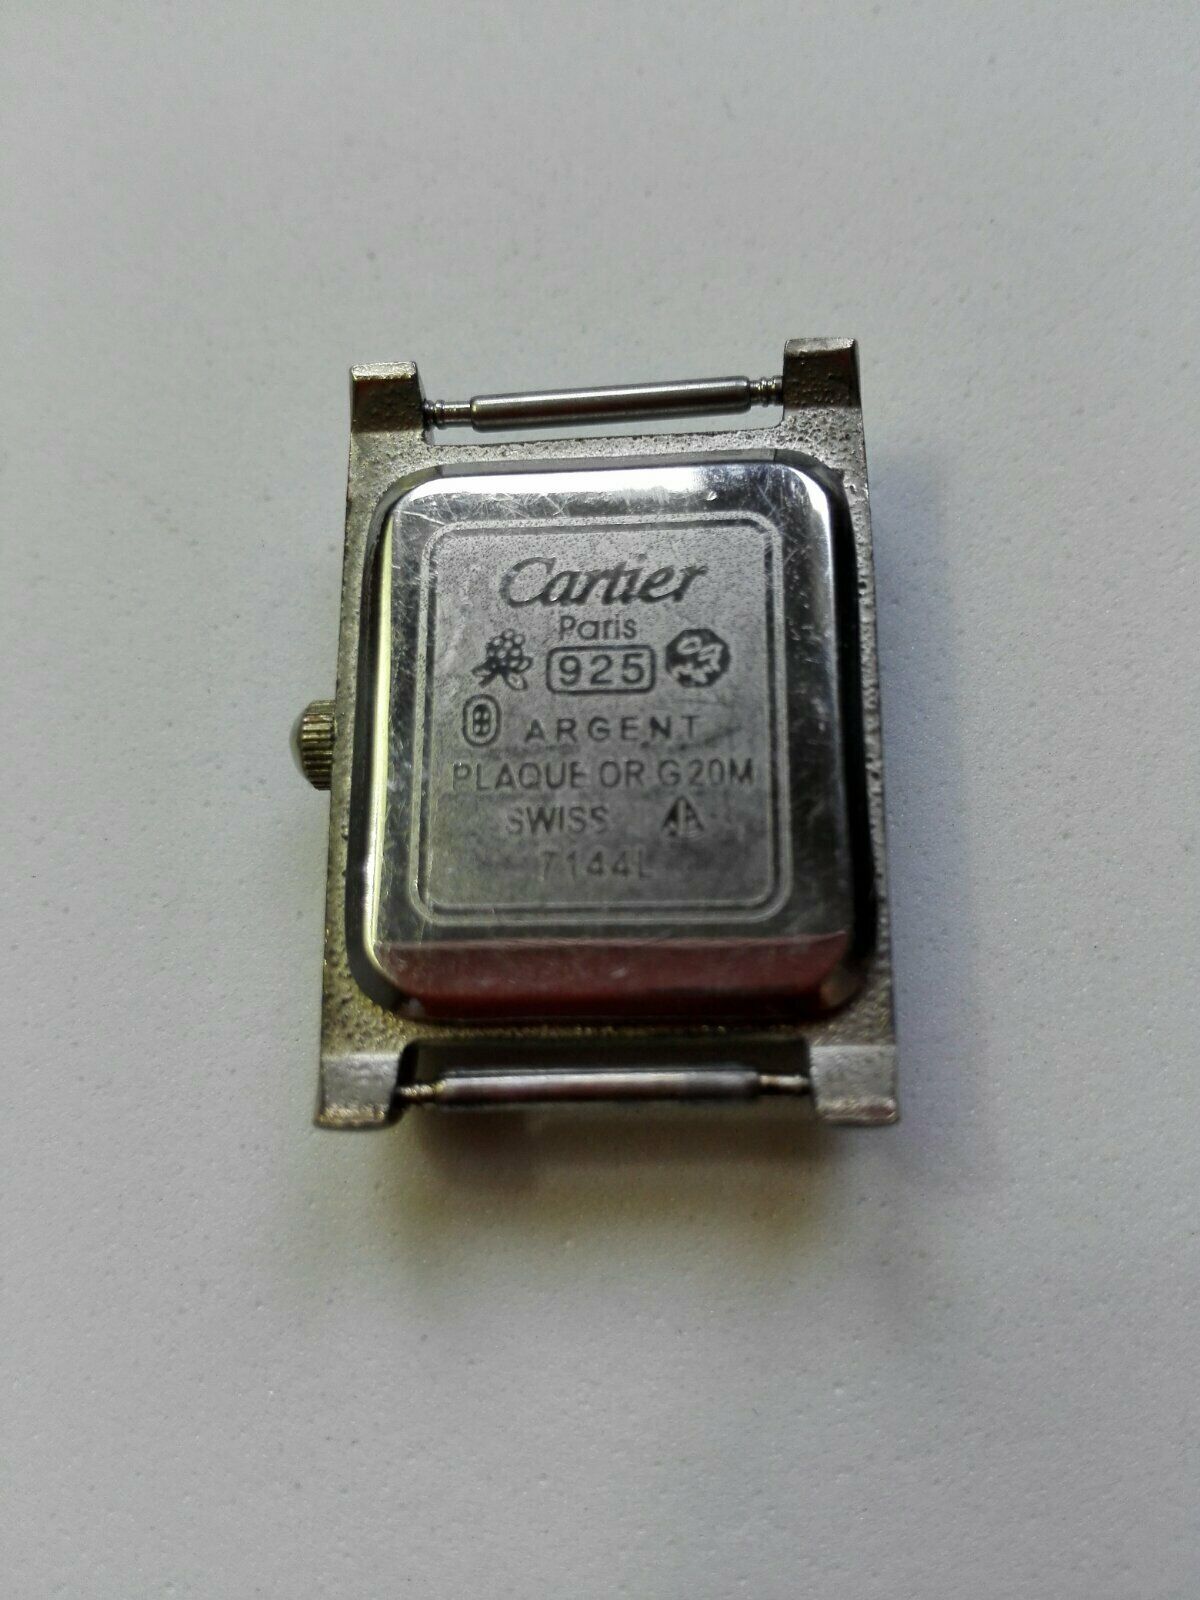 Cartier
Paris
925
ARGENT
PLAQUE OR G20M
SWISS
7144L